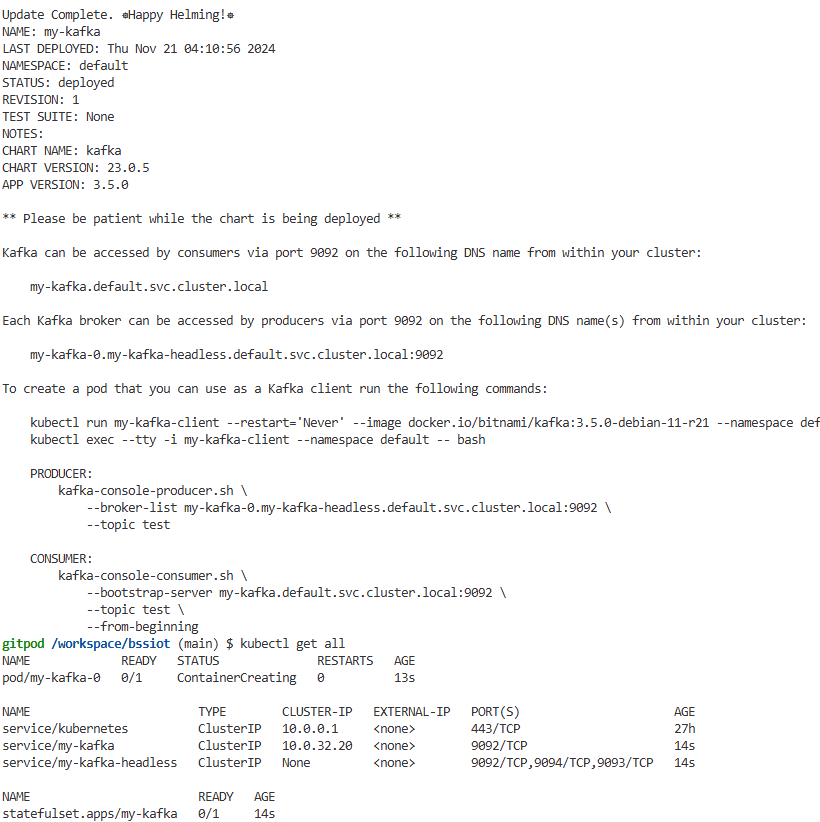 Update Complete. ⎈Happy Helming!⎈
NAME: my-kafka
LAST DEPLOYED: Thu Nov 21 04:10:56 2024
NAMESPACE: default
STATUS: deployed
REVISION: 1
TEST SUITE: None
NOTES:
CHART NAME: kafka
CHART VERSION: 23.0.5
APP VERSION: 3.5.0

** Please be patient while the chart is being deployed **

Kafka can be accessed by consumers via port 9092 on the following DNS name from within your cluster:

    my-kafka.default.svc.cluster.local

Each Kafka broker can be accessed by producers via port 9092 on the following DNS name(s) from within your cluster:

    my-kafka-0.my-kafka-headless.default.svc.cluster.local:9092

To create a pod that you can use as a Kafka client run the following commands:

    kubectl run my-kafka-client --restart='Never' --image docker.io/bitnami/kafka:3.5.0-debian-11-r21 --namespace def
    kubectl exec --tty -i my-kafka-client --namespace default -- bash

    PRODUCER:
        kafka-console-producer.sh \
            --broker-list my-kafka-0.my-kafka-headless.default.svc.cluster.local:9092 \
            --topic test

    CONSUMER:
        kafka-console-consumer.sh \
            --bootstrap-server my-kafka.default.svc.cluster.local:9092 \
            --topic test \
            --from-beginning
gitpod /workspace/bssiot (main) $ kubectl get all
NAME             READY   STATUS              RESTARTS   AGE
pod/my-kafka-0   0/1     ContainerCreating   0          13s

NAME                        TYPE        CLUSTER-IP   EXTERNAL-IP   PORT(S)                      AGE
service/kubernetes          ClusterIP   10.0.0.1     <none>        443/TCP                      27h
service/my-kafka            ClusterIP   10.0.32.20   <none>        9092/TCP                     14s
service/my-kafka-headless   ClusterIP   None         <none>        9092/TCP,9094/TCP,9093/TCP   14s

NAME                        READY   AGE
statefulset.apps/my-kafka   0/1     14s